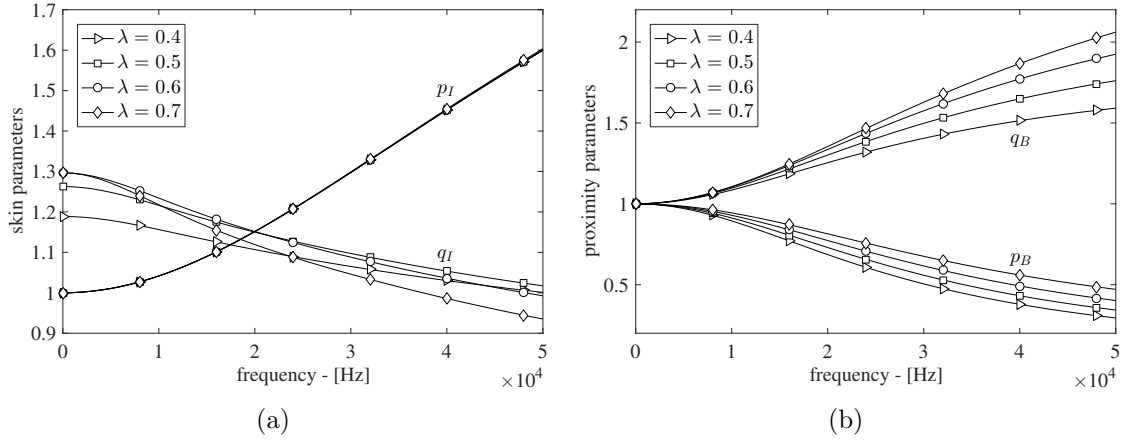 1.6
1.5
1.4
1.3
1.2
1.1
1
0.9
skin parameters
λ = 0.4
λ = 0.5
λ = 0.6
λ = 0.7
p_I
q_I
0 1 2 3 4 5
frequency - [Hz] ×10^4
(a)
2
1.5
1
0.5
proximity parameters
λ = 0.4
λ = 0.5
λ = 0.6
λ = 0.7
q_B
p_B
0 1 2 3 4 5
frequency - [Hz] ×10^4
(b)